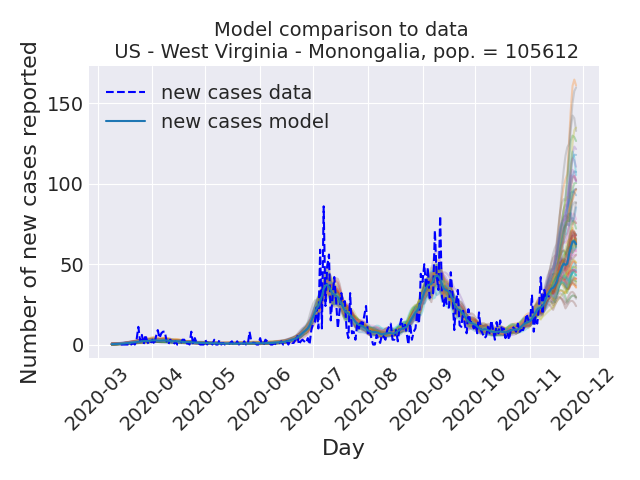 Model comparison to data
US - West Virginia - Monongalia, pop. = 105612
Number of new cases reported
150
100
50
0
new cases data
new cases model
2020-03
2020-04
2020-05
2020-06
2020-07
2020-08
2020-09
2020-10
2020-11
2020-12
Day